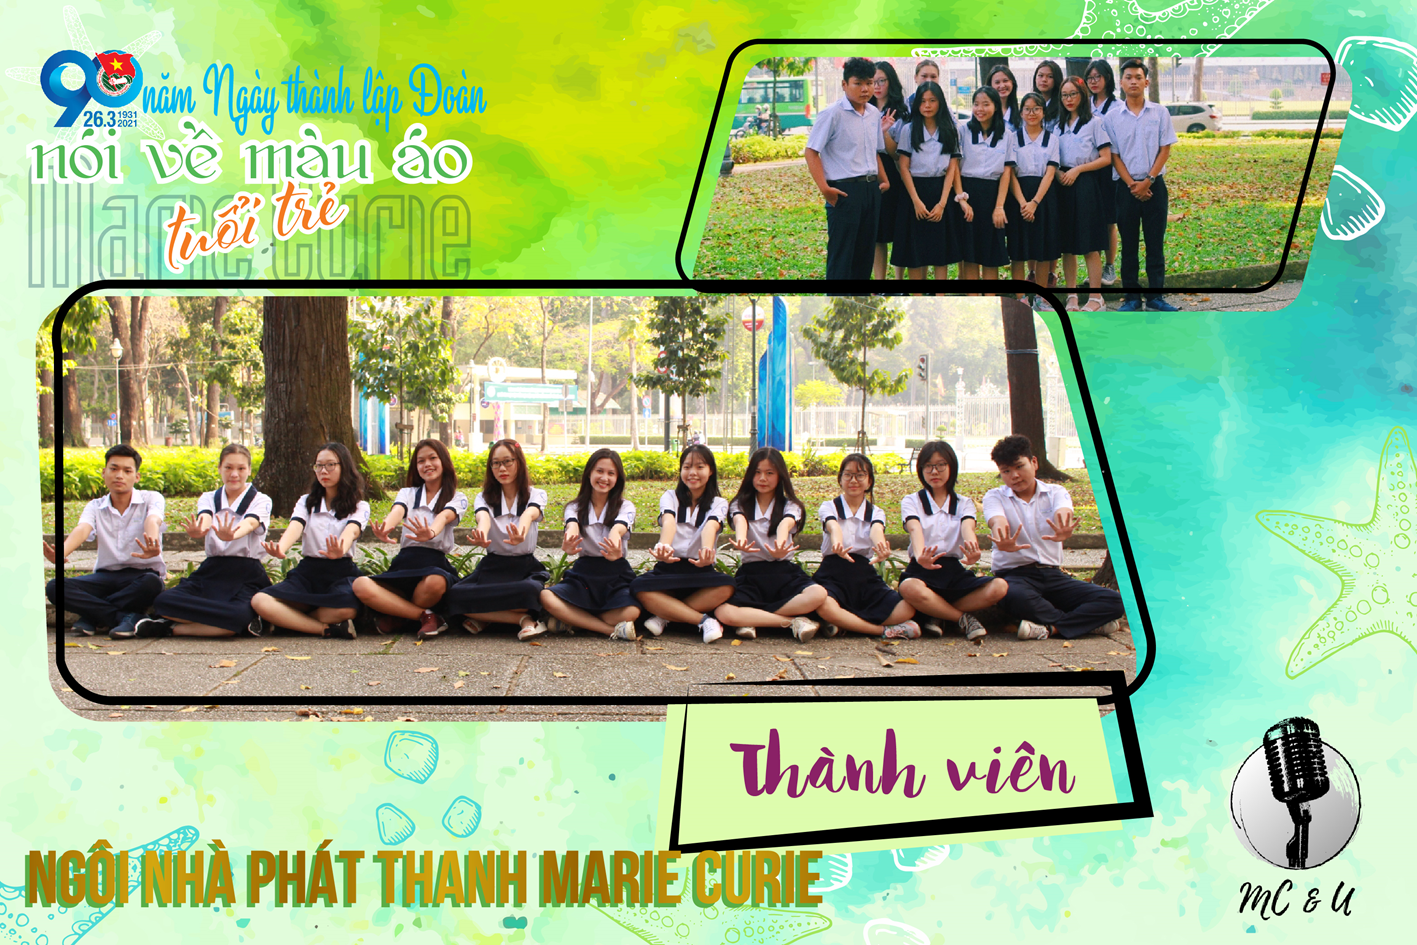 90 năm Ngày thành lập Đoàn
26.3 1931 2021
nói về màu áo
tuổi trẻ
Marie curie
Thành viên
NGÔI NHÀ PHÁT THANH MARIE CURIE
MC & U